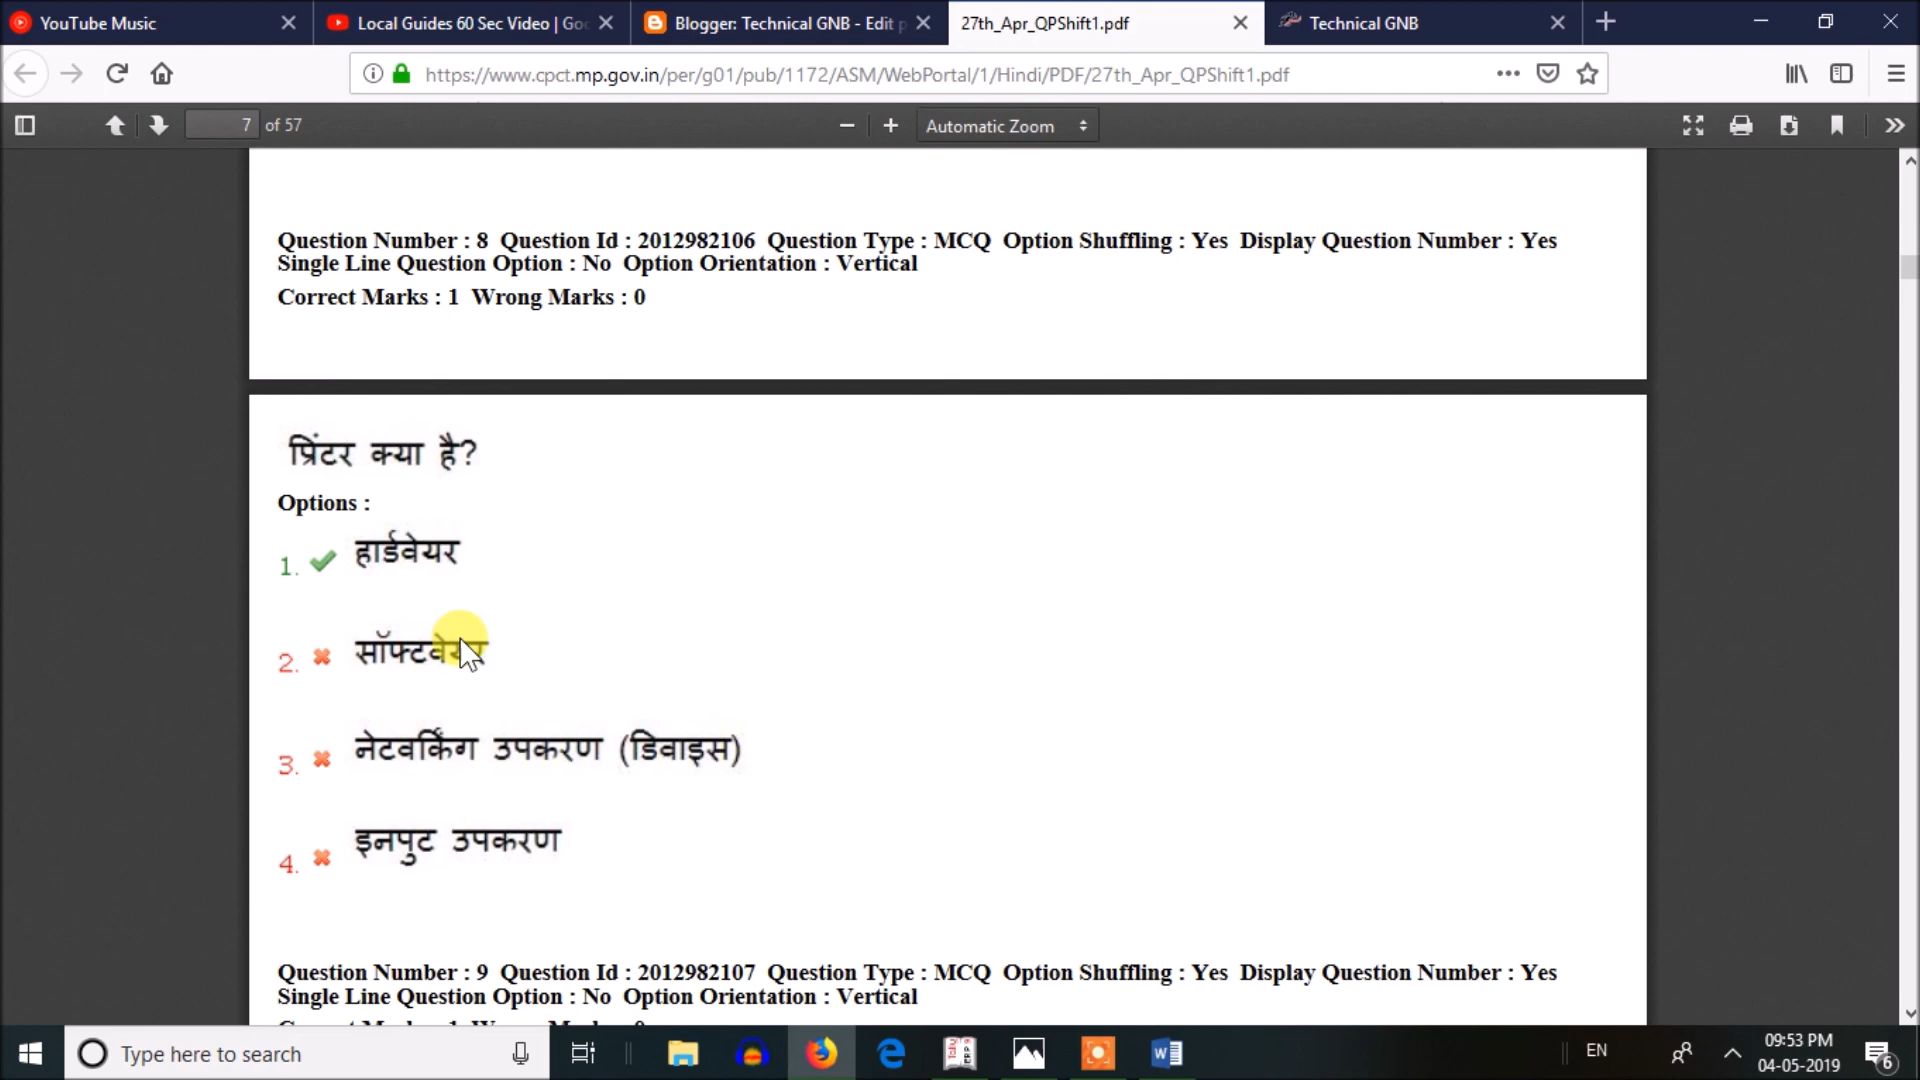 YouTube Music
Local Guides 60 Sec Video | Goo
Blogger: Technical GNB - Edit p
27th_Apr_QPShift1.pdf
Technical GNB
https://www.cpct.mp.gov.in/per/g01/pub/1172/ASM/WebPortal/1/Hindi/PDF/27th_Apr_QPShift1.pdf
7 of 57
Automatic Zoom
Question Number : 8 Question Id : 2012982106 Question Type : MCQ Option Shuffling : Yes Display Question Number : Yes
Single Line Question Option : No Option Orientation : Vertical
Correct Marks : 1 Wrong Marks : 0
प्रिंटर क्या है?
Options :
1. हार्डवेयर
2. सॉफ्टवेयर
3. नेटवर्किंग उपकरण (डिवाइस)
4. इनपुट उपकरण
Question Number : 9 Question Id : 2012982107 Question Type : MCQ Option Shuffling : Yes Display Question Number : Yes
Single Line Question Option : No Option Orientation : Vertical
Type here to search
EN
09:53 PM
04-05-2019
6